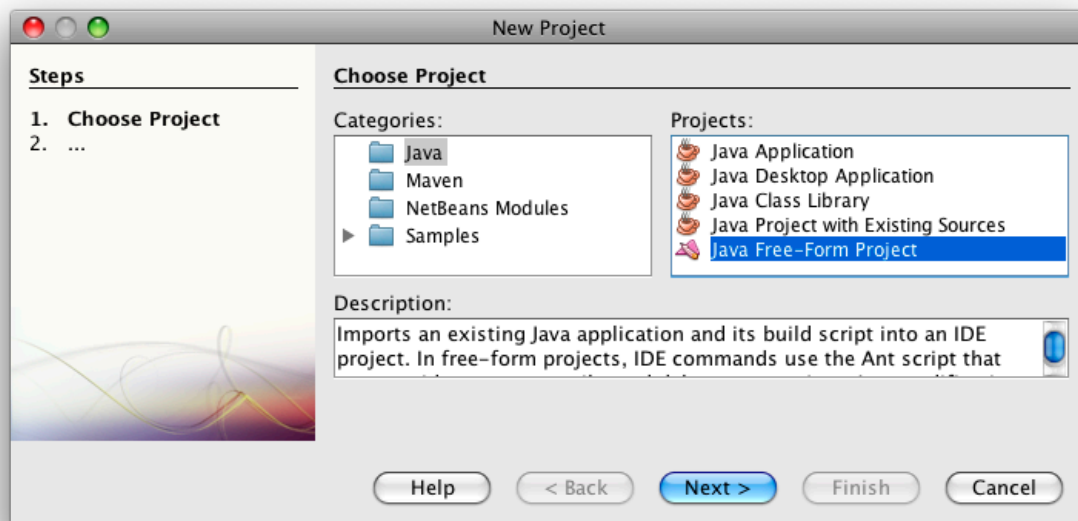 New Project
Steps
1. Choose Project
2. ...
Choose Project
Categories:
Java
Maven
NetBeans Modules
Samples
Projects:
Java Application
Java Desktop Application
Java Class Library
Java Project with Existing Sources
Java Free-Form Project
Description:
Imports an existing Java application and its build script into an IDE
project. In free-form projects, IDE commands use the Ant script that
Help
< Back
Next >
Finish
Cancel